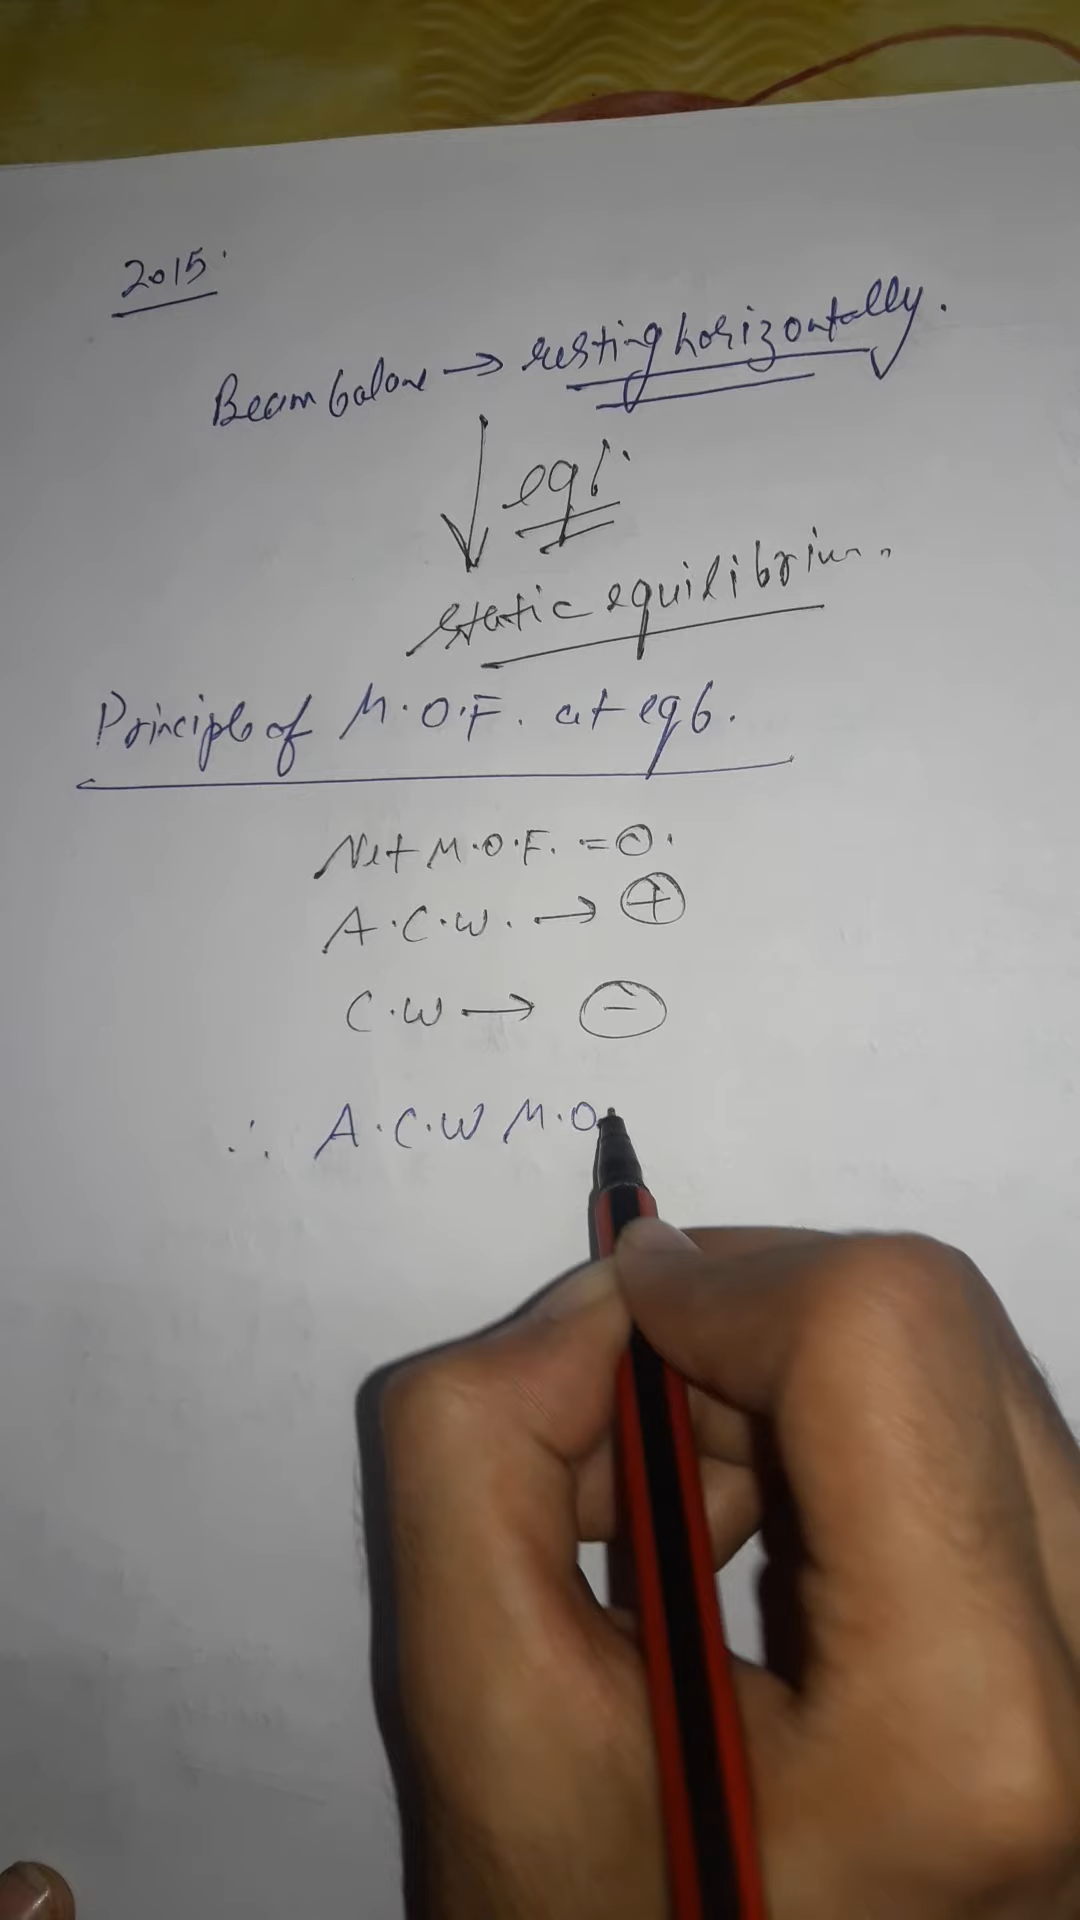 2015.
Beam balance → resting horizontally.
eqb.
static equilibrium.
Principle of M.O.F. at eqb.
Net M.O.F. = 0.
A.C.W. → +
C.W → -
∴ A.C.W M.O